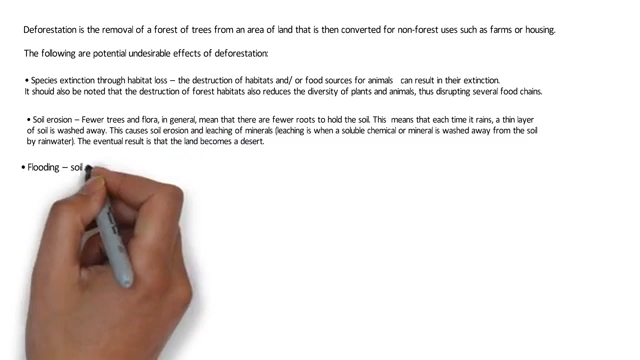 Deforestation is the removal of a forest of trees from an area of land that is then converted for non-forest uses such as farms or housing.
The following are potential undesirable effects of deforestation:
• Species extinction through habitat loss – the destruction of habitats and/ or food sources for animals can result in their extinction.
It should also be noted that the destruction of forest habitats also reduces the diversity of plants and animals, thus disrupting several food chains.
• Soil erosion – Fewer trees and flora, in general, mean that there are fewer roots to hold the soil. This means that each time it rains, a thin layer
of soil is washed away. This causes soil erosion and leaching of minerals (leaching is when a soluble chemical or mineral is washed away from the soil
by rainwater). The eventual result is that the land becomes a desert.
• Flooding – soil